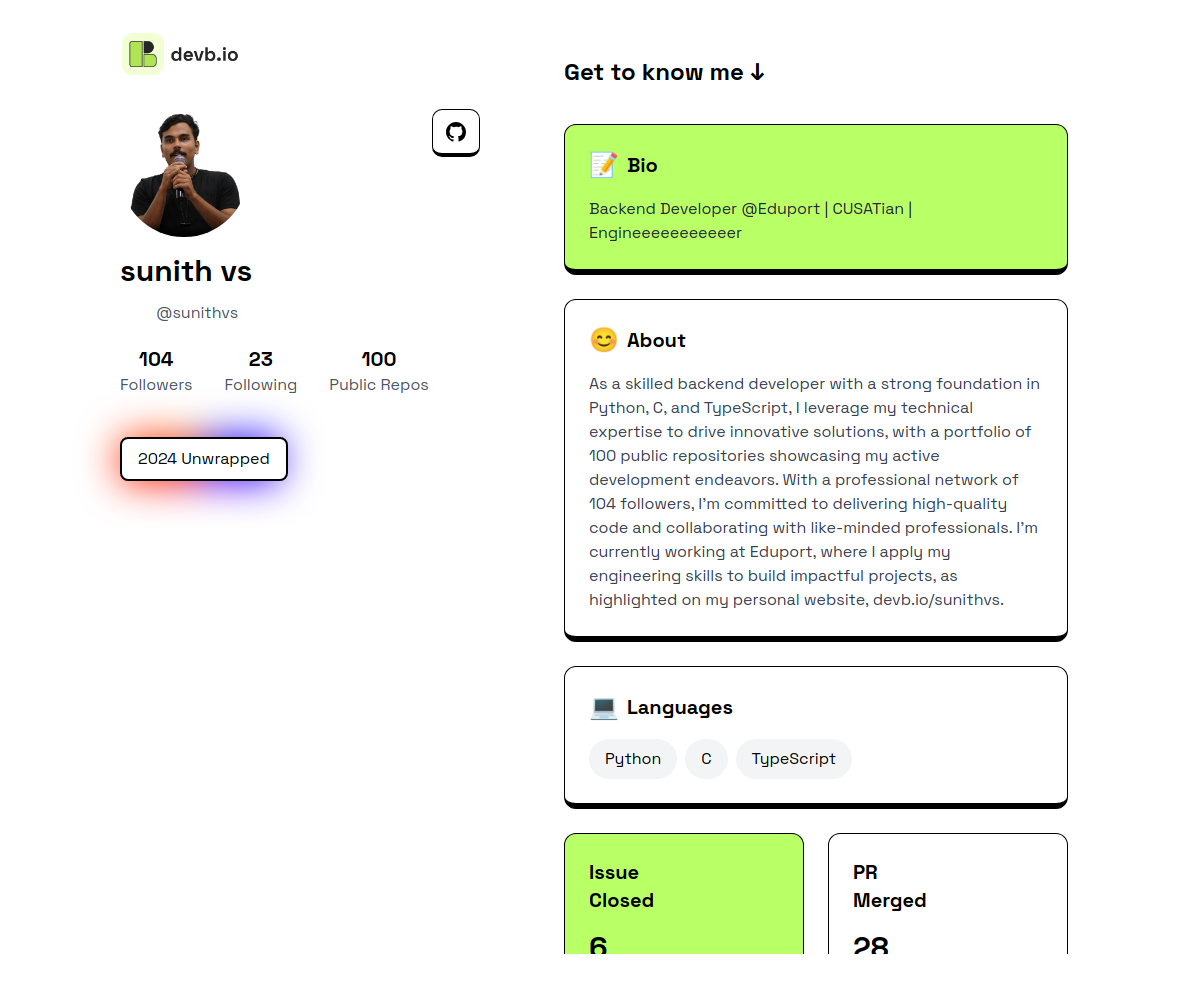 devb.io
sunith vs
@sunithvs
104
Followers
23
Following
100
Public Repos
2024 Unwrapped
Get to know me ↓
📝 Bio
Backend Developer @Eduport | CUSATian |
Engineeeeeeeeeeer
😊 About
As a skilled backend developer with a strong foundation in
Python, C, and TypeScript, I leverage my technical
expertise to drive innovative solutions, with a portfolio of
100 public repositories showcasing my active
development endeavors. With a professional network of
104 followers, I'm committed to delivering high-quality
code and collaborating with like-minded professionals. I'm
currently working at Eduport, where I apply my
engineering skills to build impactful projects, as
highlighted on my personal website, devb.io/sunithvs.
💻 Languages
Python
C
TypeScript
Issue
Closed
6
PR
Merged
28